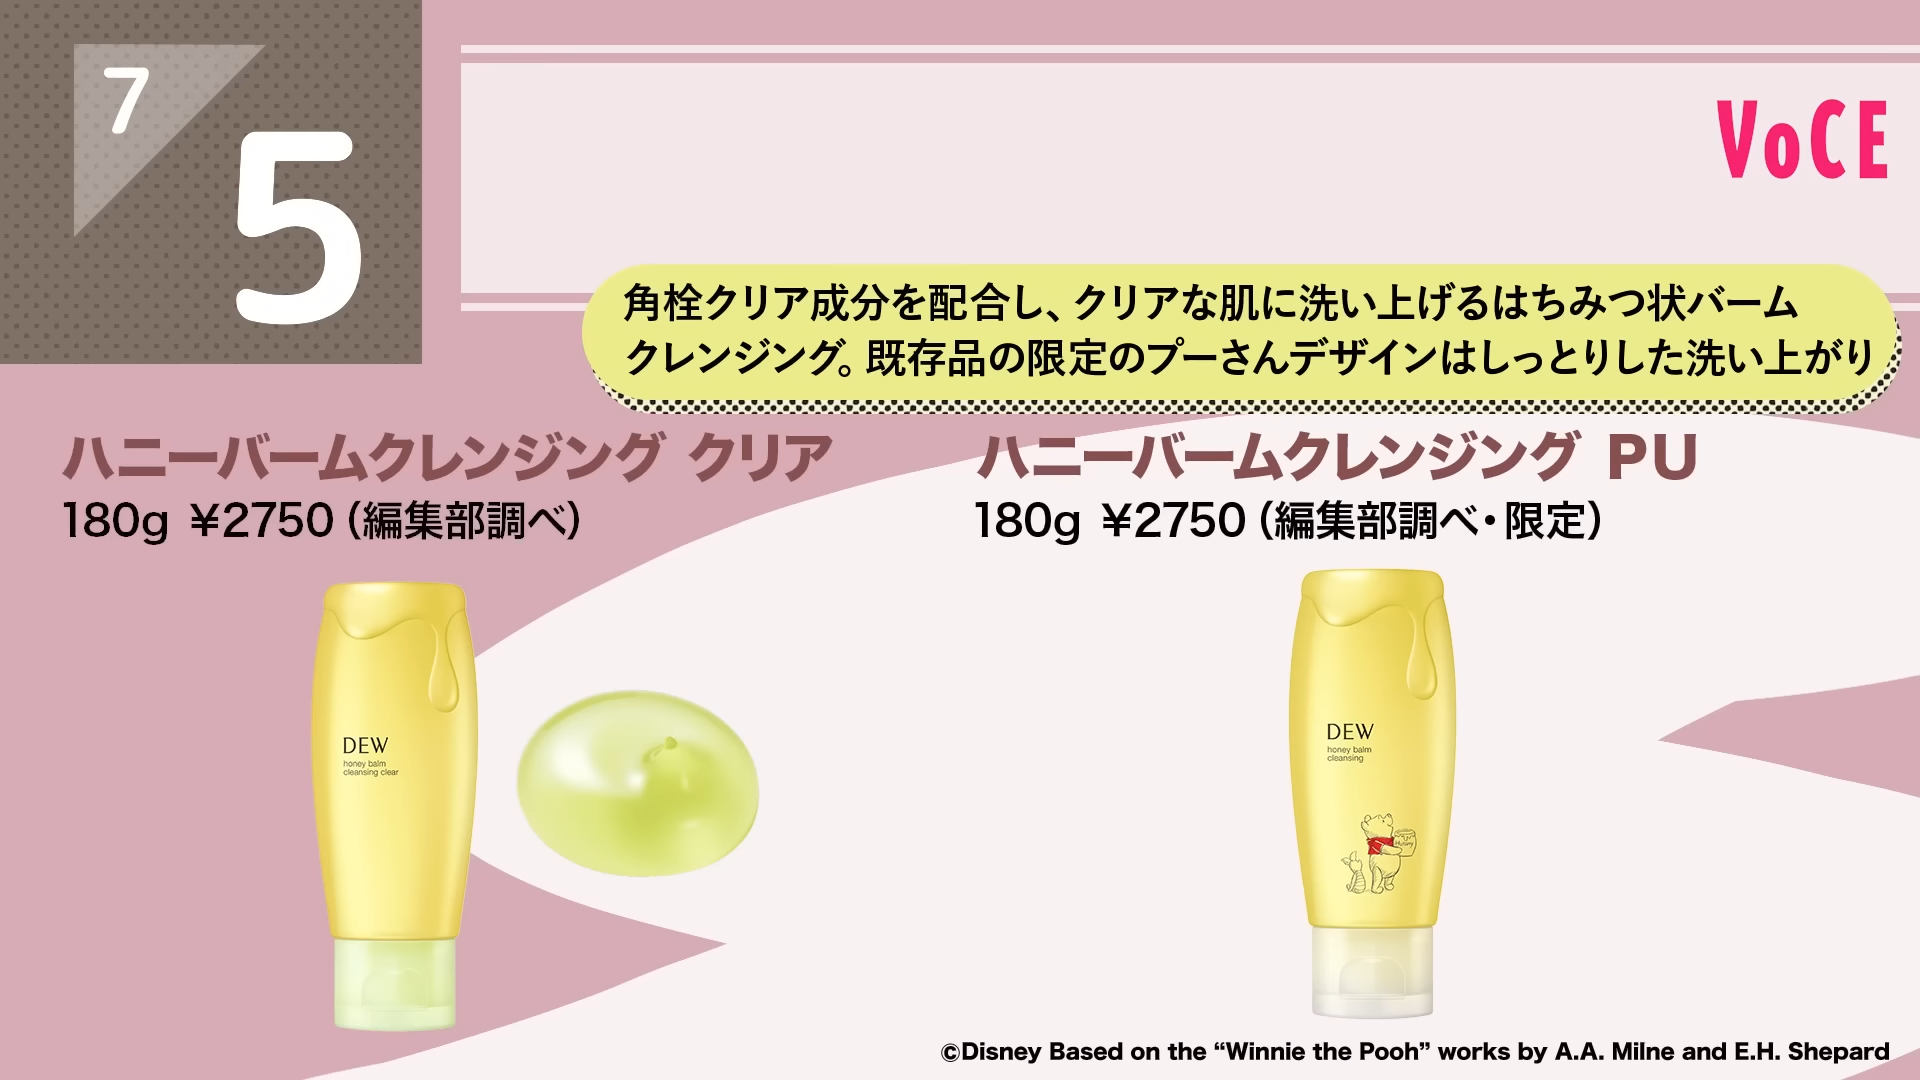 7
5
VoCE
角栓クリア成分を配合し、クリアな肌に洗い上げるはちみつ状バーム
クレンジング。既存品の限定のプーさんデザインはしっとりした洗い上がり
ハニーバームクレンジング クリア
180g ¥2750（編集部調べ）
ハニーバームクレンジング PU
180g ¥2750（編集部調べ・限定）
DEW
honey balm
cleansing clear
DEW
honey balm
cleansing
Hunny
©Disney Based on the “Winnie the Pooh” works by A.A. Milne and E.H. Shepard